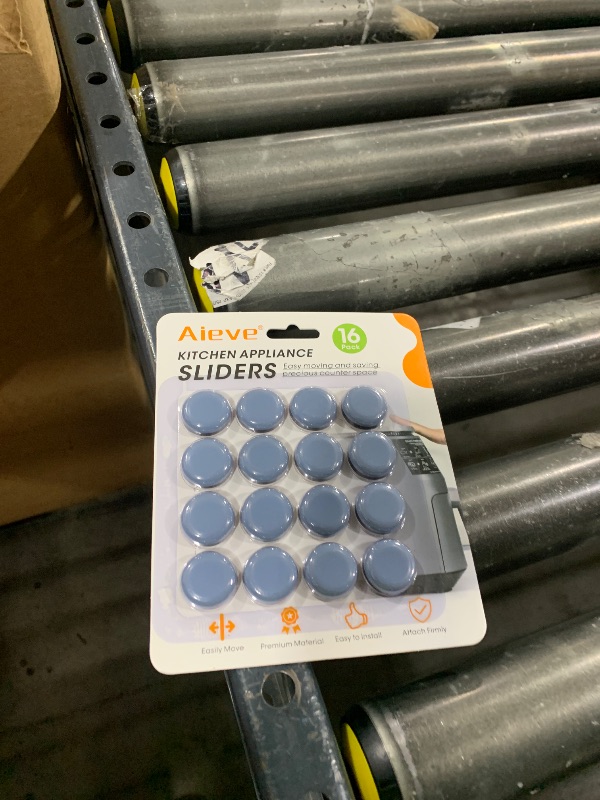 Aieve®
16
Pack
KITCHEN APPLIANCE
SLIDERS
Easy moving and saving
precious counter space
Easily Move
Premium Material
Easy to Install
Attach Firmly